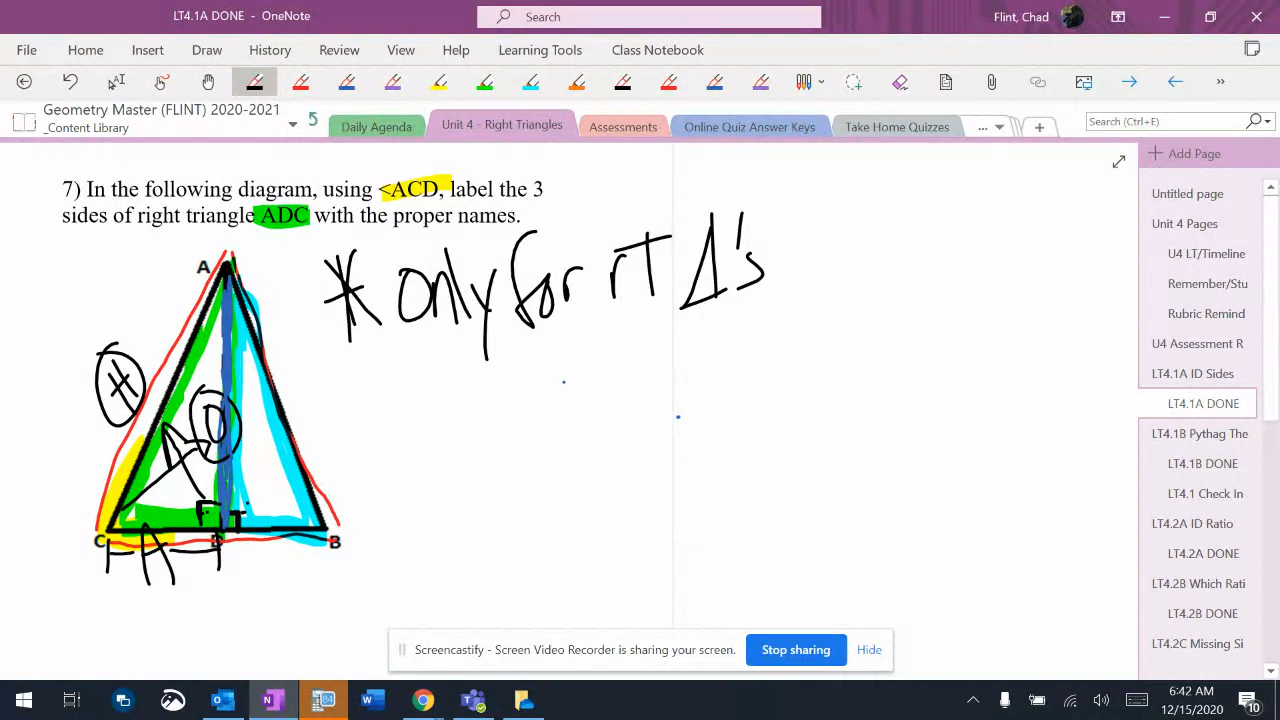 LT4.1A DONE - OneNote
Search
Flint, Chad
File Home Insert Draw History Review View Help Learning Tools Class Notebook
Geometry Master (FLINT) 2020-2021
_Content Library
Daily Agenda
Unit 4 - Right Triangles
Assessments
Online Quiz Answer Keys
Take Home Quizzes
...
Search (Ctrl+E)
Add Page
Untitled page
Unit 4 Pages
U4 LT/Timeline
Remember/Stu
Rubric Remind
U4 Assessment R
LT4.1A ID Sides
LT4.1A DONE
LT4.1B Pythag The
LT4.1B DONE
LT4.1 Check In
LT4.2A ID Ratio
LT4.2A DONE
LT4.2B Which Rati
LT4.2B DONE
LT4.2C Missing Si
7) In the following diagram, using <ACD, label the 3
sides of right triangle ADC with the proper names.
* only for rT Δ's
A
H
O
C
D
B
A
Screencastify - Screen Video Recorder is sharing your screen.
Stop sharing
Hide
6:42 AM
12/15/2020
10